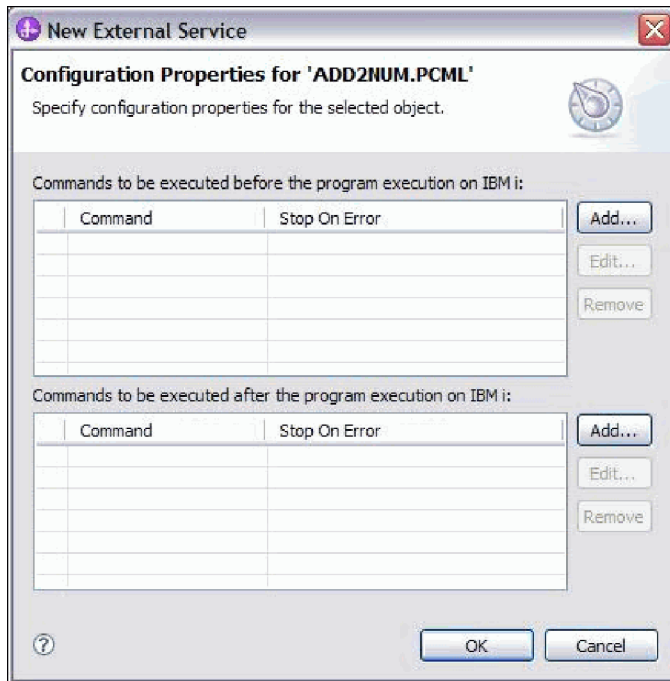 New External Service
Configuration Properties for 'ADD2NUM.PCML'
Specify configuration properties for the selected object.
Commands to be executed before the program execution on IBM i:
Command Stop On Error Add...
Edit...
Remove
Commands to be executed after the program execution on IBM i:
Command Stop On Error Add...
Edit...
Remove
? OK Cancel